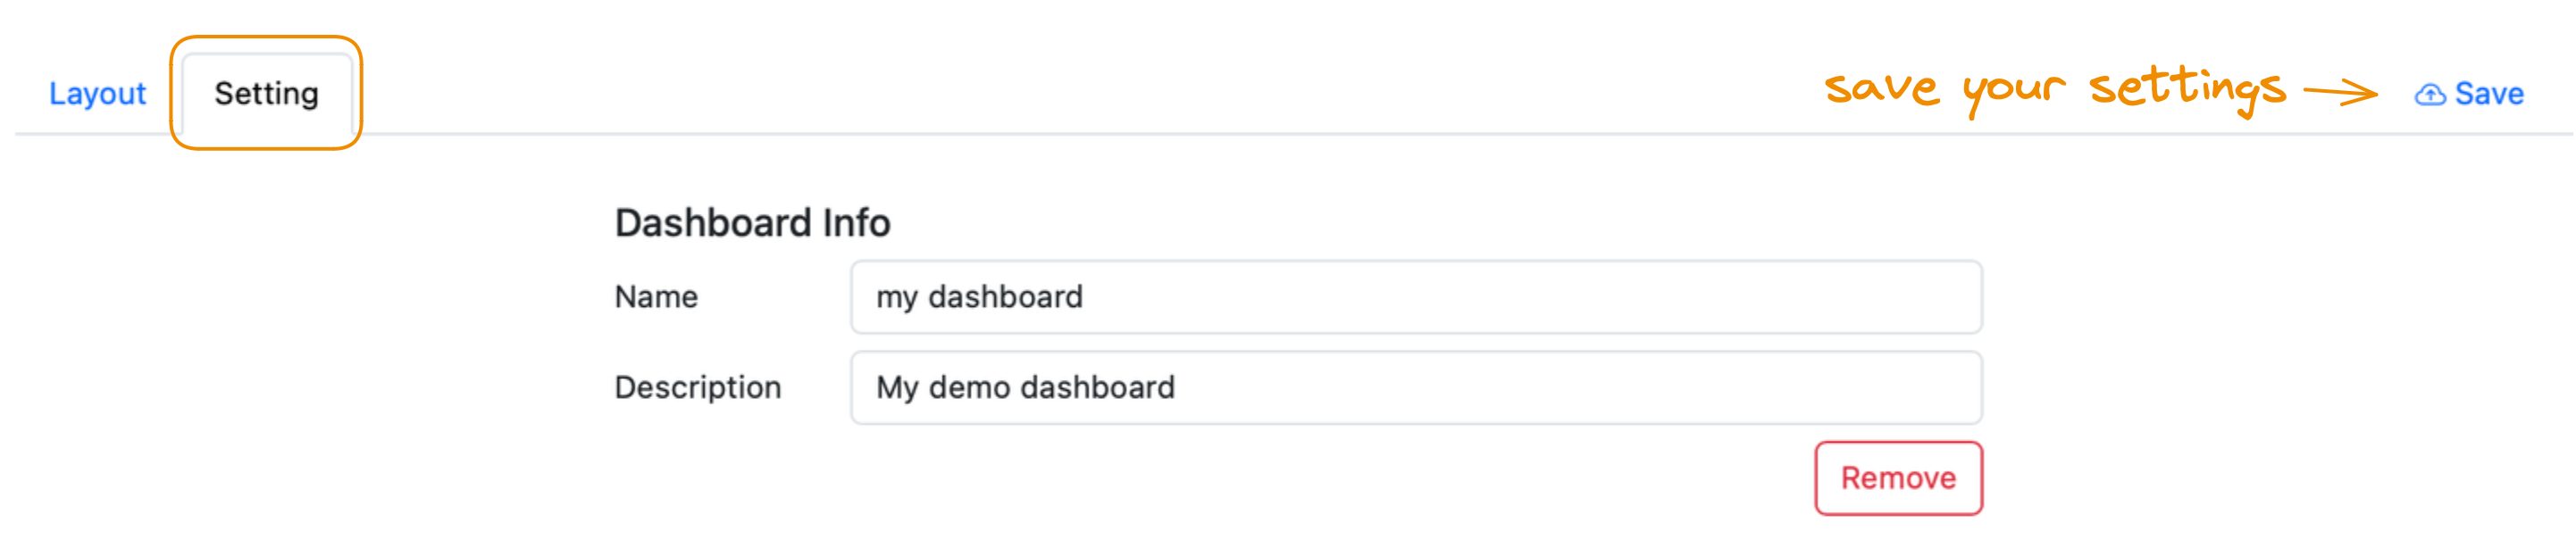 Layout Setting save your settings Save
Dashboard Info
Name my dashboard
Description My demo dashboard
Remove